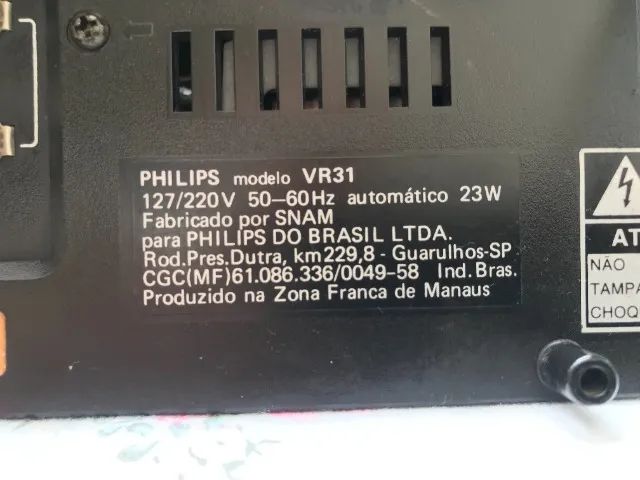 PHILIPS modelo VR31
127/220V 50–60Hz automático 23W
Fabricado por SNAM
para PHILIPS DO BRASIL LTDA.
Rod.Pres.Dutra, km 229,8 - Guarulhos-SP
CGC(MF)61.086.336/0049-58 Ind.Bras.
Produzido na Zona Franca de Manaus
AT
NÃO
TAMPA
CHOQ